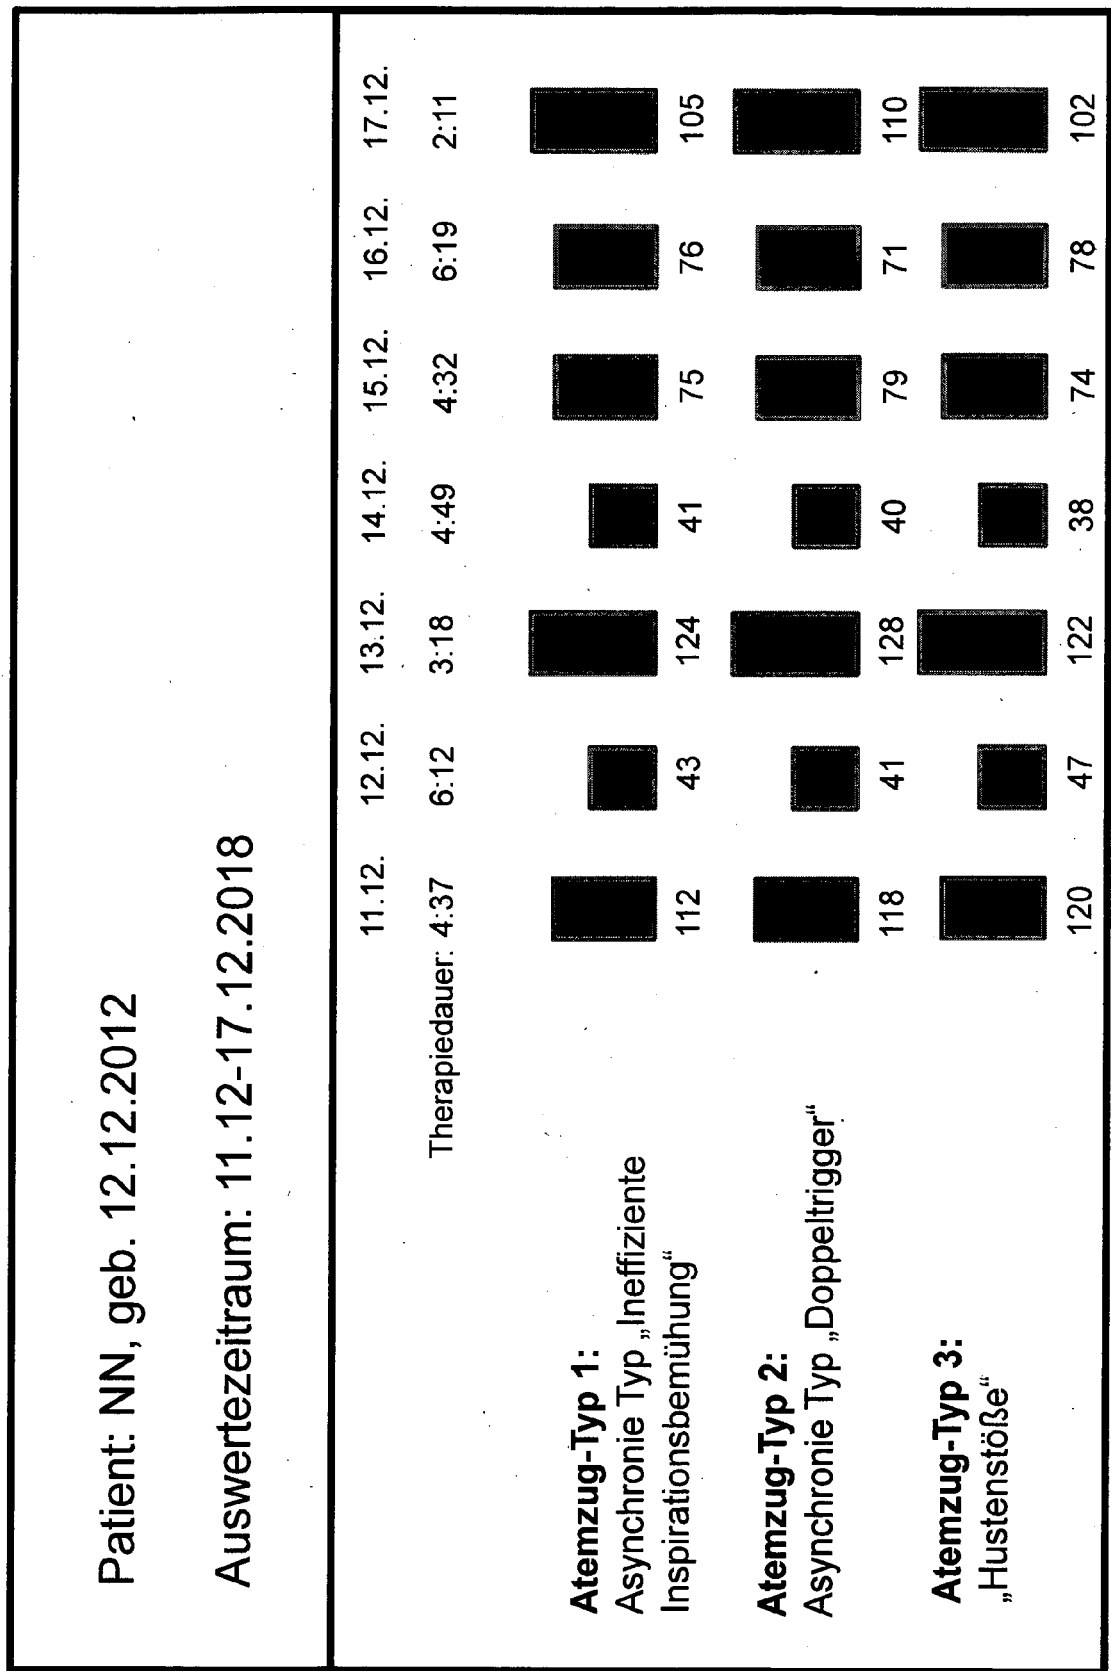 Patient: NN, geb. 12.12.2012
Auswertezeitraum: 11.12-17.12.2018
11.12. 12.12. 13.12. 14.12. 15.12. 16.12. 17.12.
Therapiedauer: 4:37 6:12 3:18 4:49 4:32 6:19 2:11
Atemzug-Typ 1:
Asynchronie Typ „Ineffiziente
Inspirationsbemühung“
112 43 124 41 75 76 105
Atemzug-Typ 2:
Asynchronie Typ „Doppeltrigger“
118 41 128 40 79 71 110
Atemzug-Typ 3:
„Hustenstöße“
120 47 122 38 74 78 102